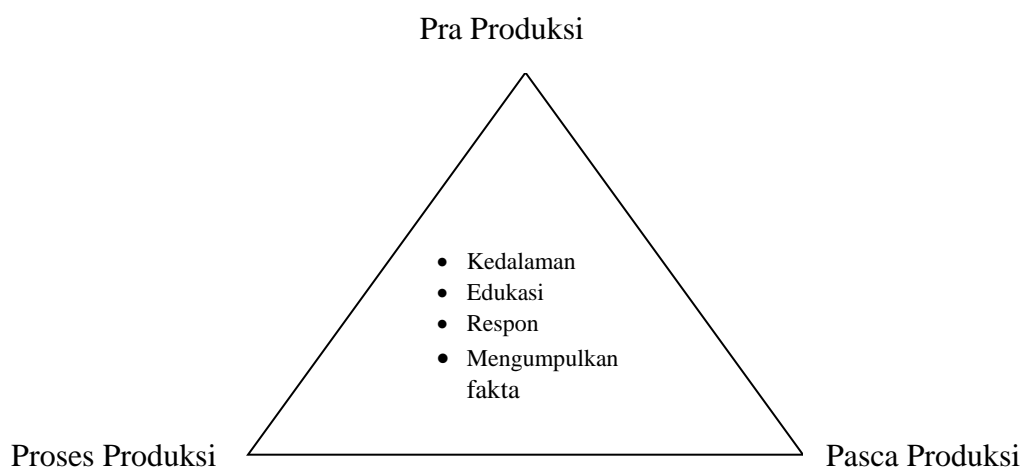 Pra Produksi
• Kedalaman
• Edukasi
• Respon
• Mengumpulkan
fakta
Proses Produksi
Pasca Produksi